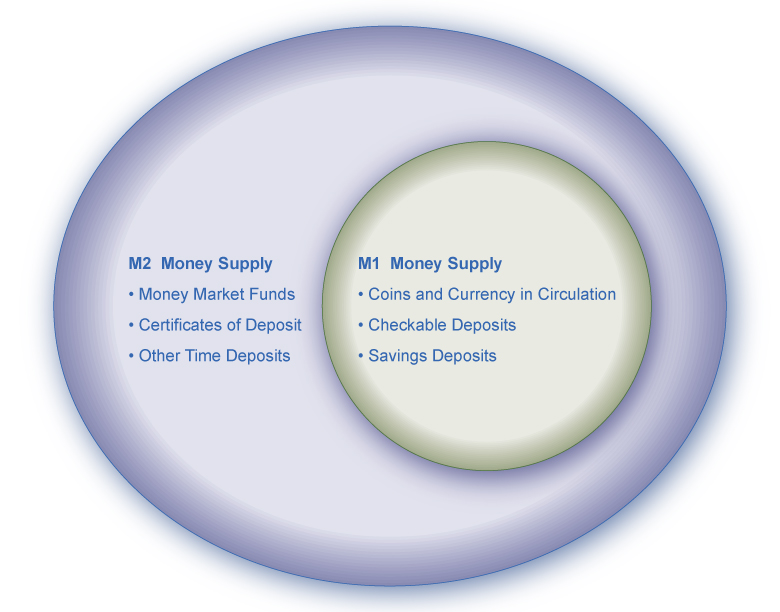 M2  Money Supply
• Money Market Funds
• Certificates of Deposit
• Other Time Deposits
M1  Money Supply
• Coins and Currency in Circulation
• Checkable Deposits
• Savings Deposits